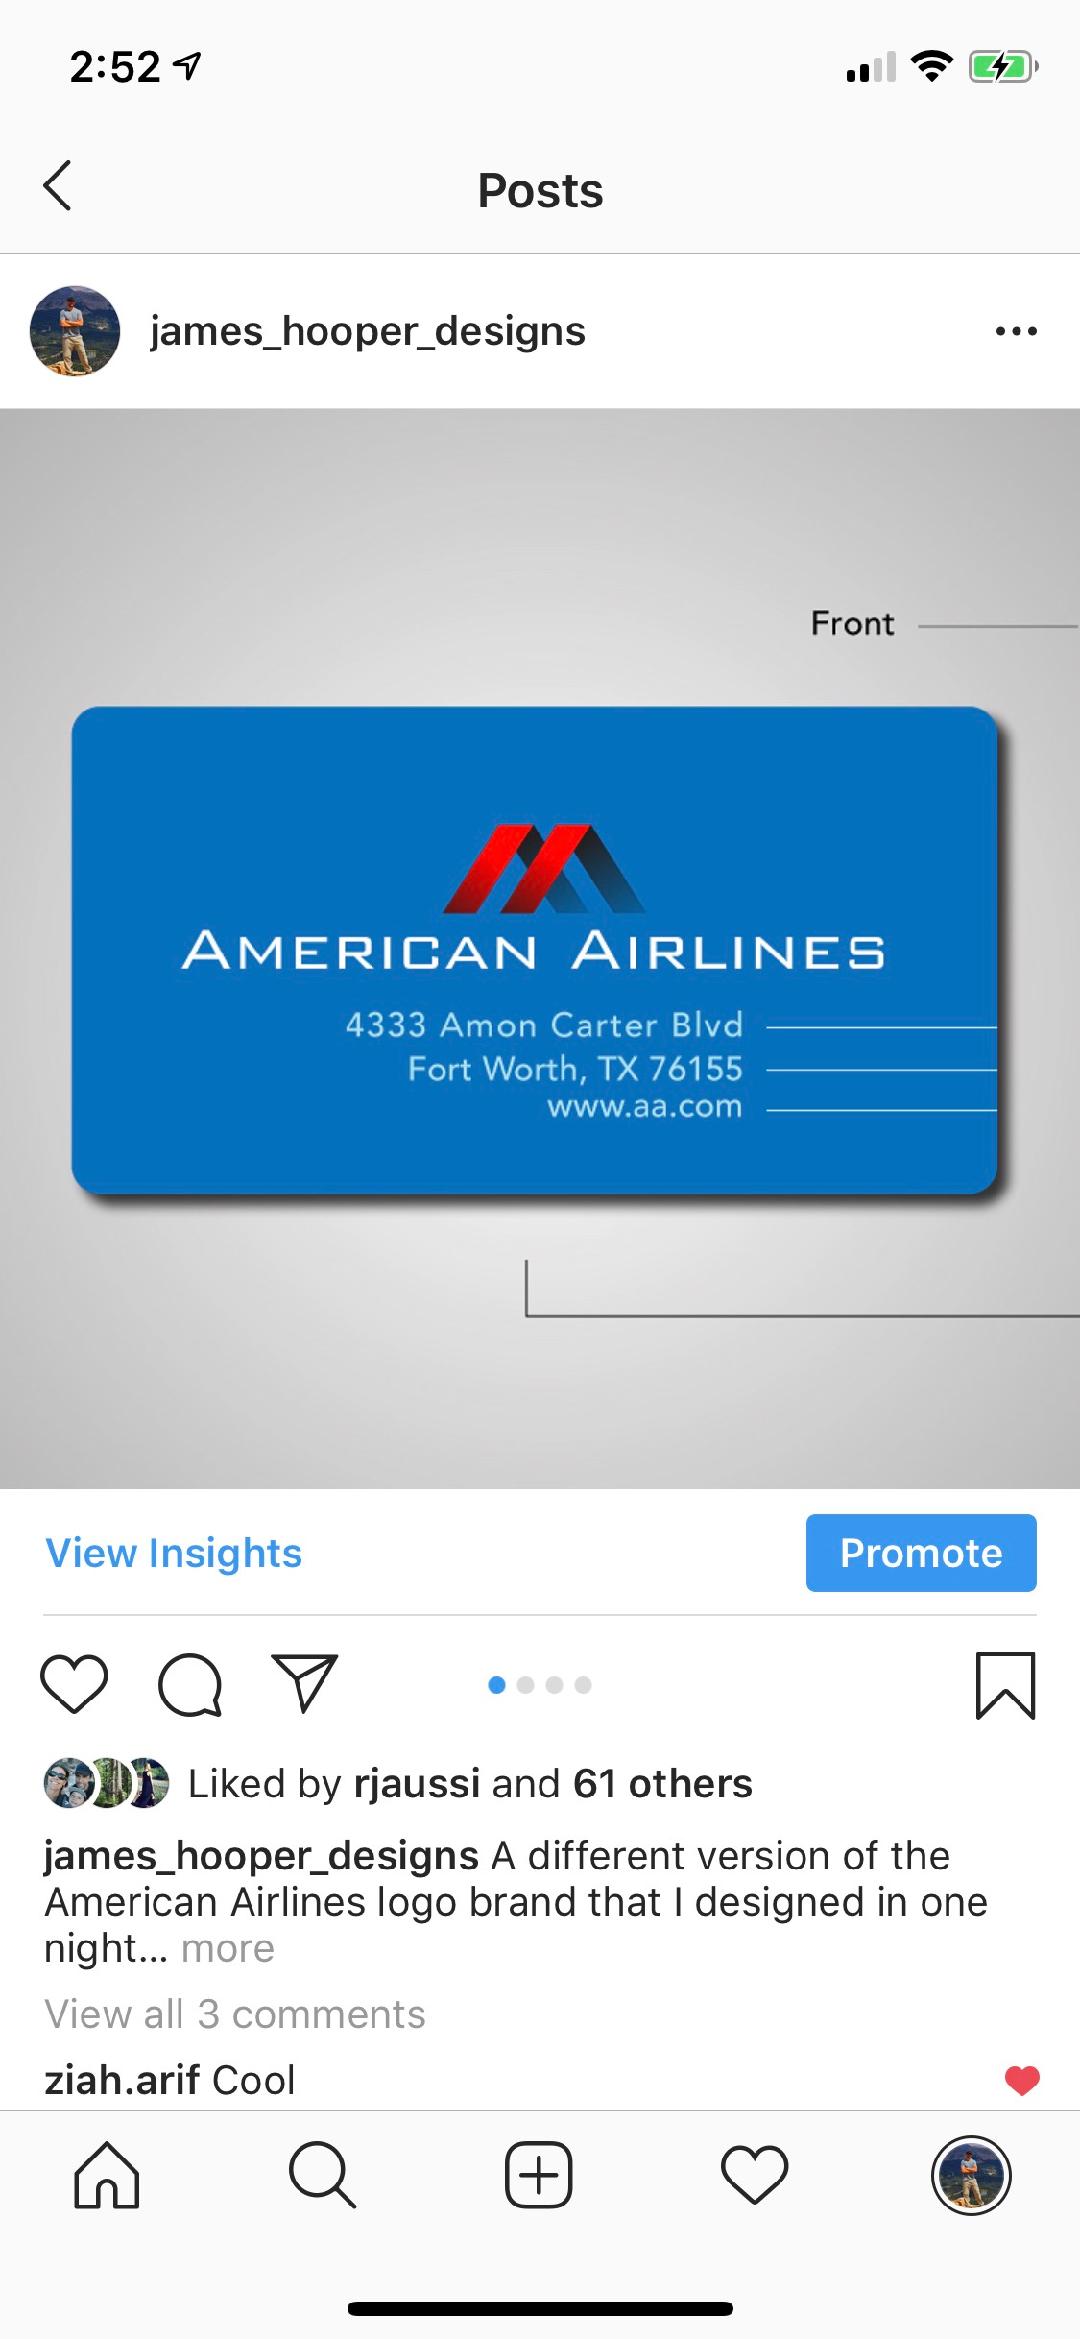 2:52
Posts
james_hooper_designs
Front
AMERICAN AIRLINES
4333 Amon Carter Blvd
Fort Worth, TX 76155
www.aa.com
View Insights
Promote
Liked by rjaussi and 61 others
james_hooper_designs A different version of the
American Airlines logo brand that I designed in one
night... more
View all 3 comments
ziah.arif Cool